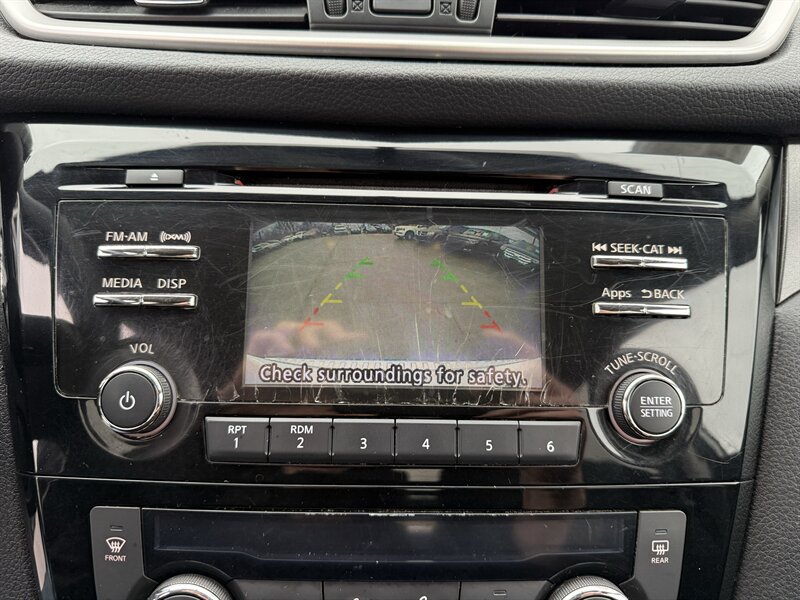 SCAN
FM-AM ((XM))
SEEK-CAT
MEDIA DISP
Apps BACK
VOL
TUNE-SCROLL
Check surroundings for safety.
ENTER
SETTING
RPT
1
RDM
2
3
4
5
6
FRONT
REAR